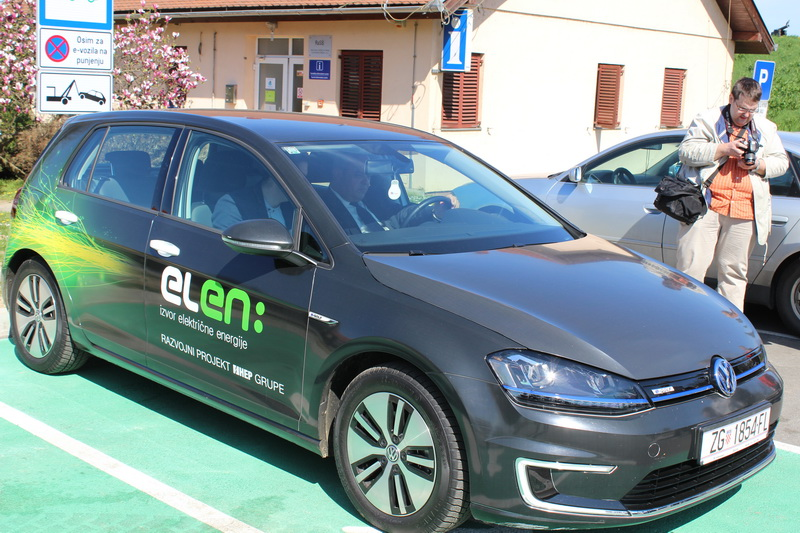 Osim za
e-vozila na
punjenju
i
P
elen:
izvor električne energije
RAZVOJNI PROJEKT HEP GRUPE
ZG 1854-FL